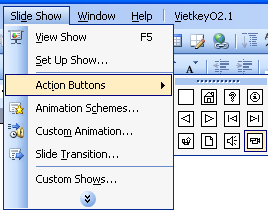 Slide Show Window Help VietkeyO2.1
View Show F5
Set Up Show...
Action Buttons
Animation Schemes...
Custom Animation...
Slide Transition...
Custom Shows...